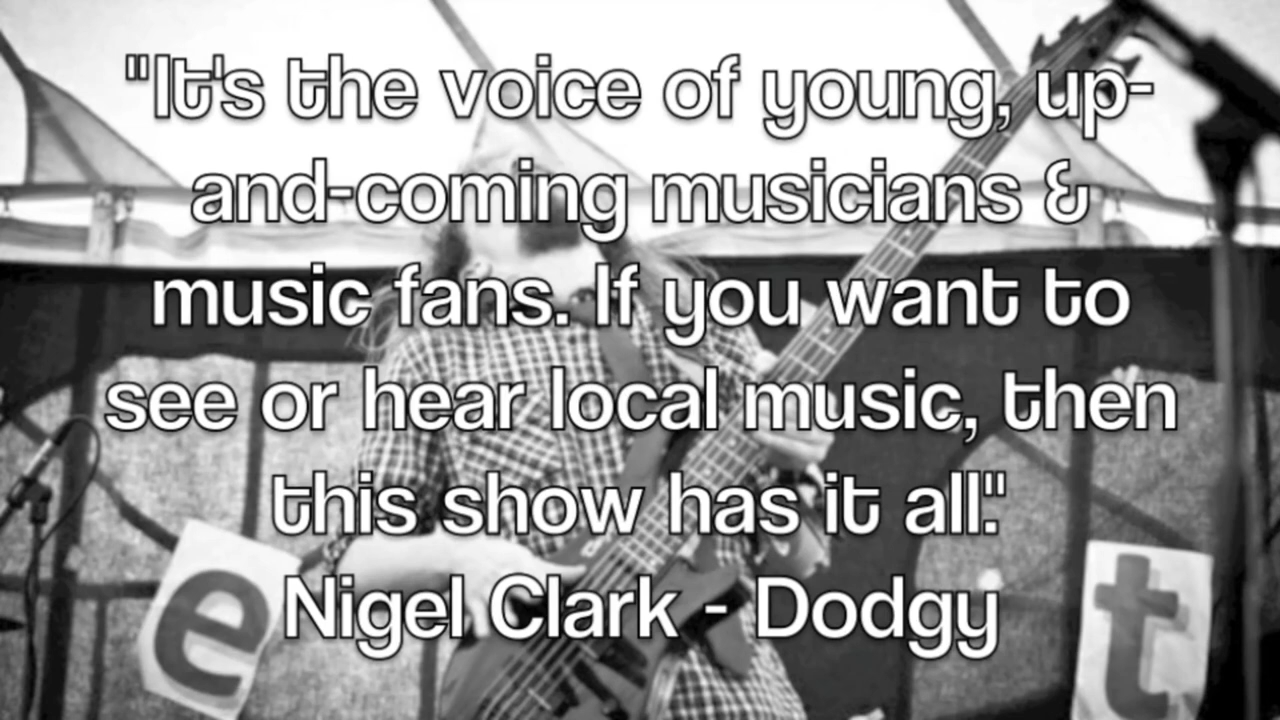 "It's the voice of young, up-
and-coming musicians &
music fans. If you want to
see or hear local music, then
this show has it all."
Nigel Clark - Dodgy
e
t